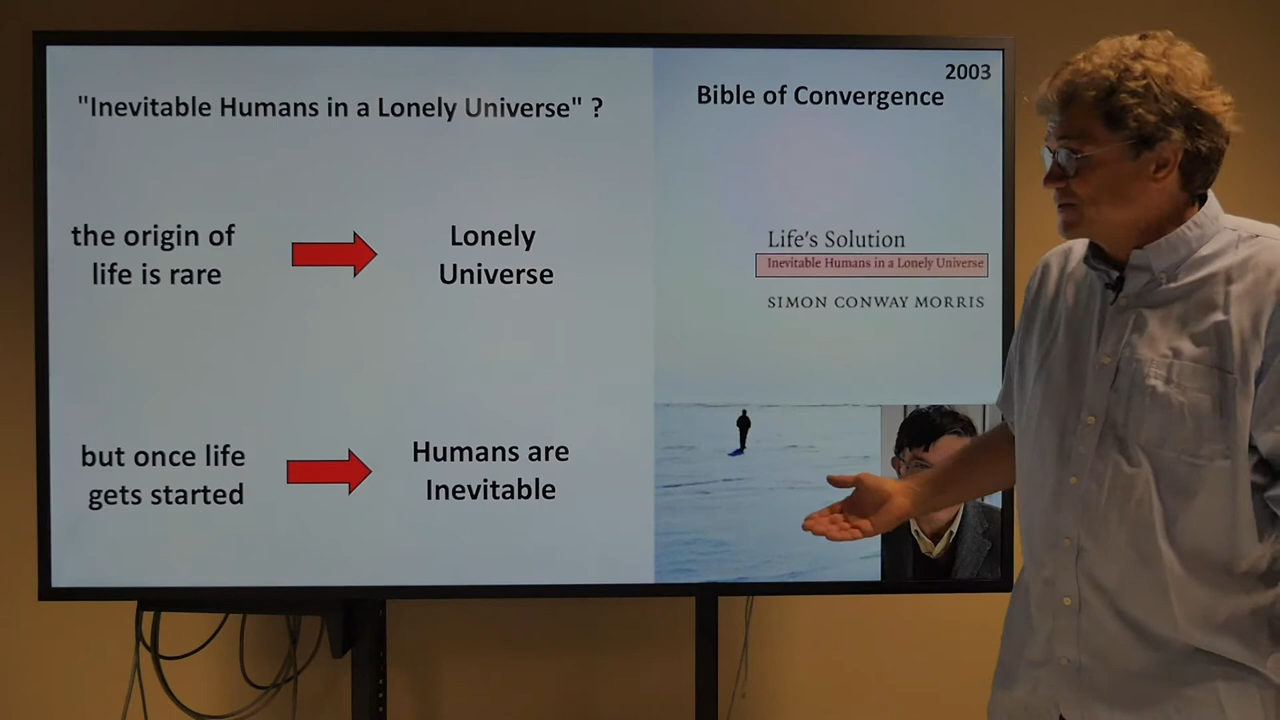 "Inevitable Humans in a Lonely Universe" ?
the origin of
life is rare
Lonely
Universe
but once life
gets started
Humans are
Inevitable
2003
Bible of Convergence
Life's Solution
Inevitable Humans in a Lonely Universe
SIMON CONWAY MORRIS